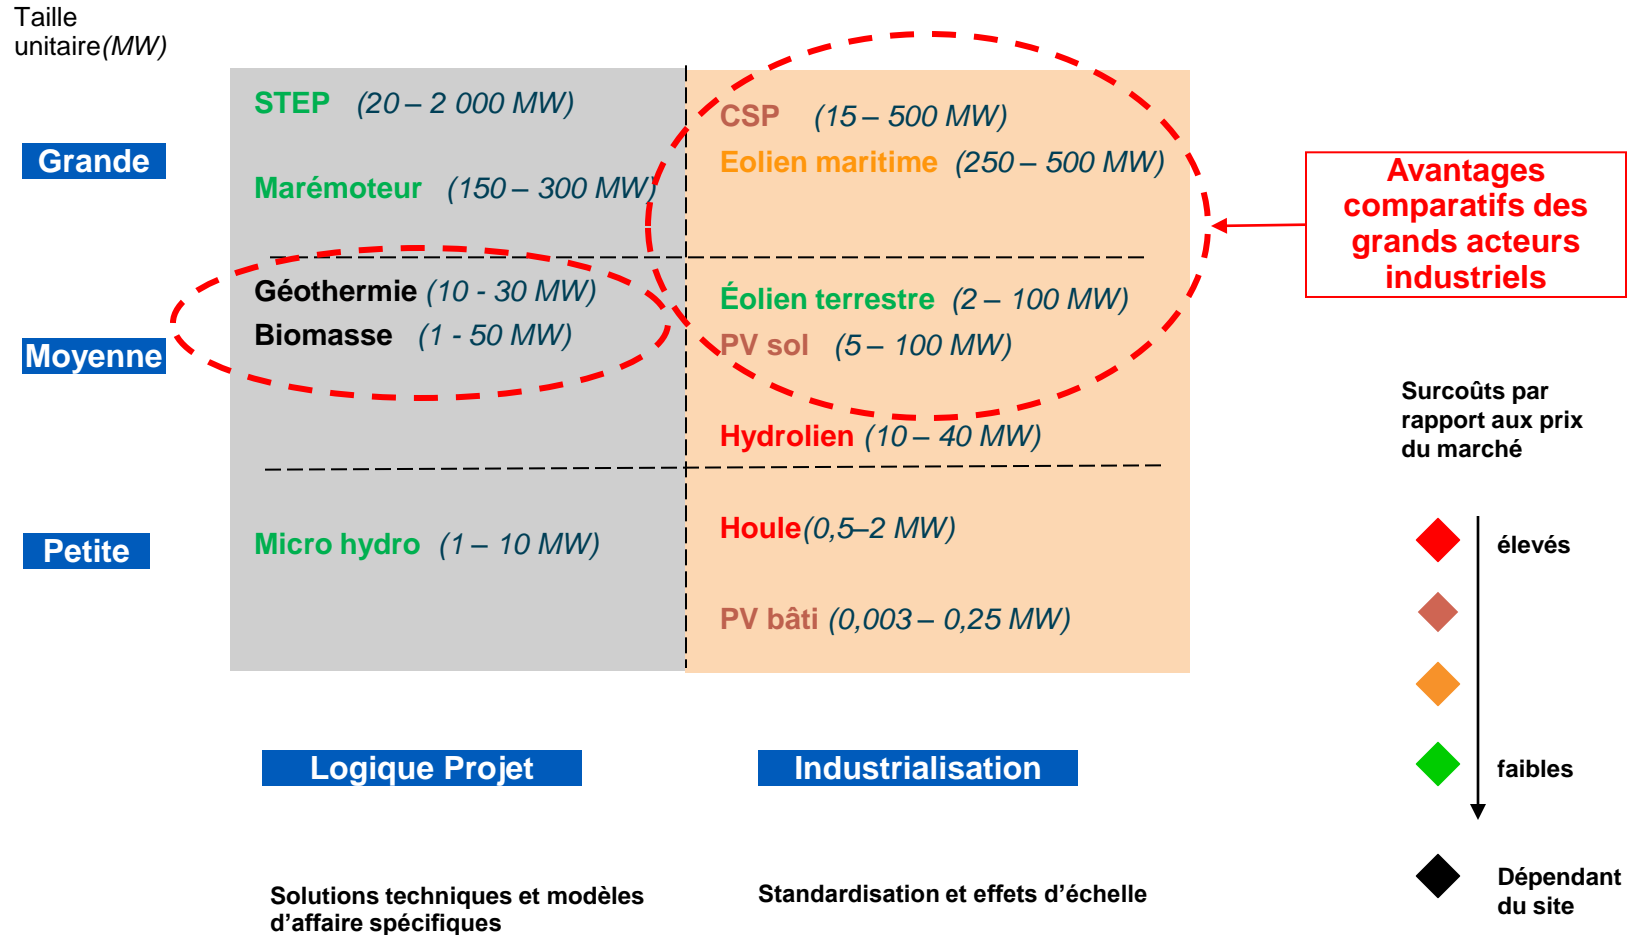 Taille
unitaire(MW)
STEP (20 – 2 000 MW)
CSP (15 – 500 MW)
Grande
Eolien maritime (250 – 500 MW)
Marémoteur (150 – 300 MW)
Avantages
comparatifs des
grands acteurs
industriels
Géothermie (10 - 30 MW)
Éolien terrestre (2 – 100 MW)
Biomasse (1 - 50 MW)
Moyenne
PV sol (5 – 100 MW)
Surcoûts par
rapport aux prix
du marché
Hydrolien (10 – 40 MW)
Houle(0,5–2 MW)
Petite
Micro hydro (1 – 10 MW)
élevés
PV bâti (0,003 – 0,25 MW)
Logique Projet
Industrialisation
faibles
Solutions techniques et modèles
d’affaire spécifiques
Standardisation et effets d’échelle
Dépendant
du site